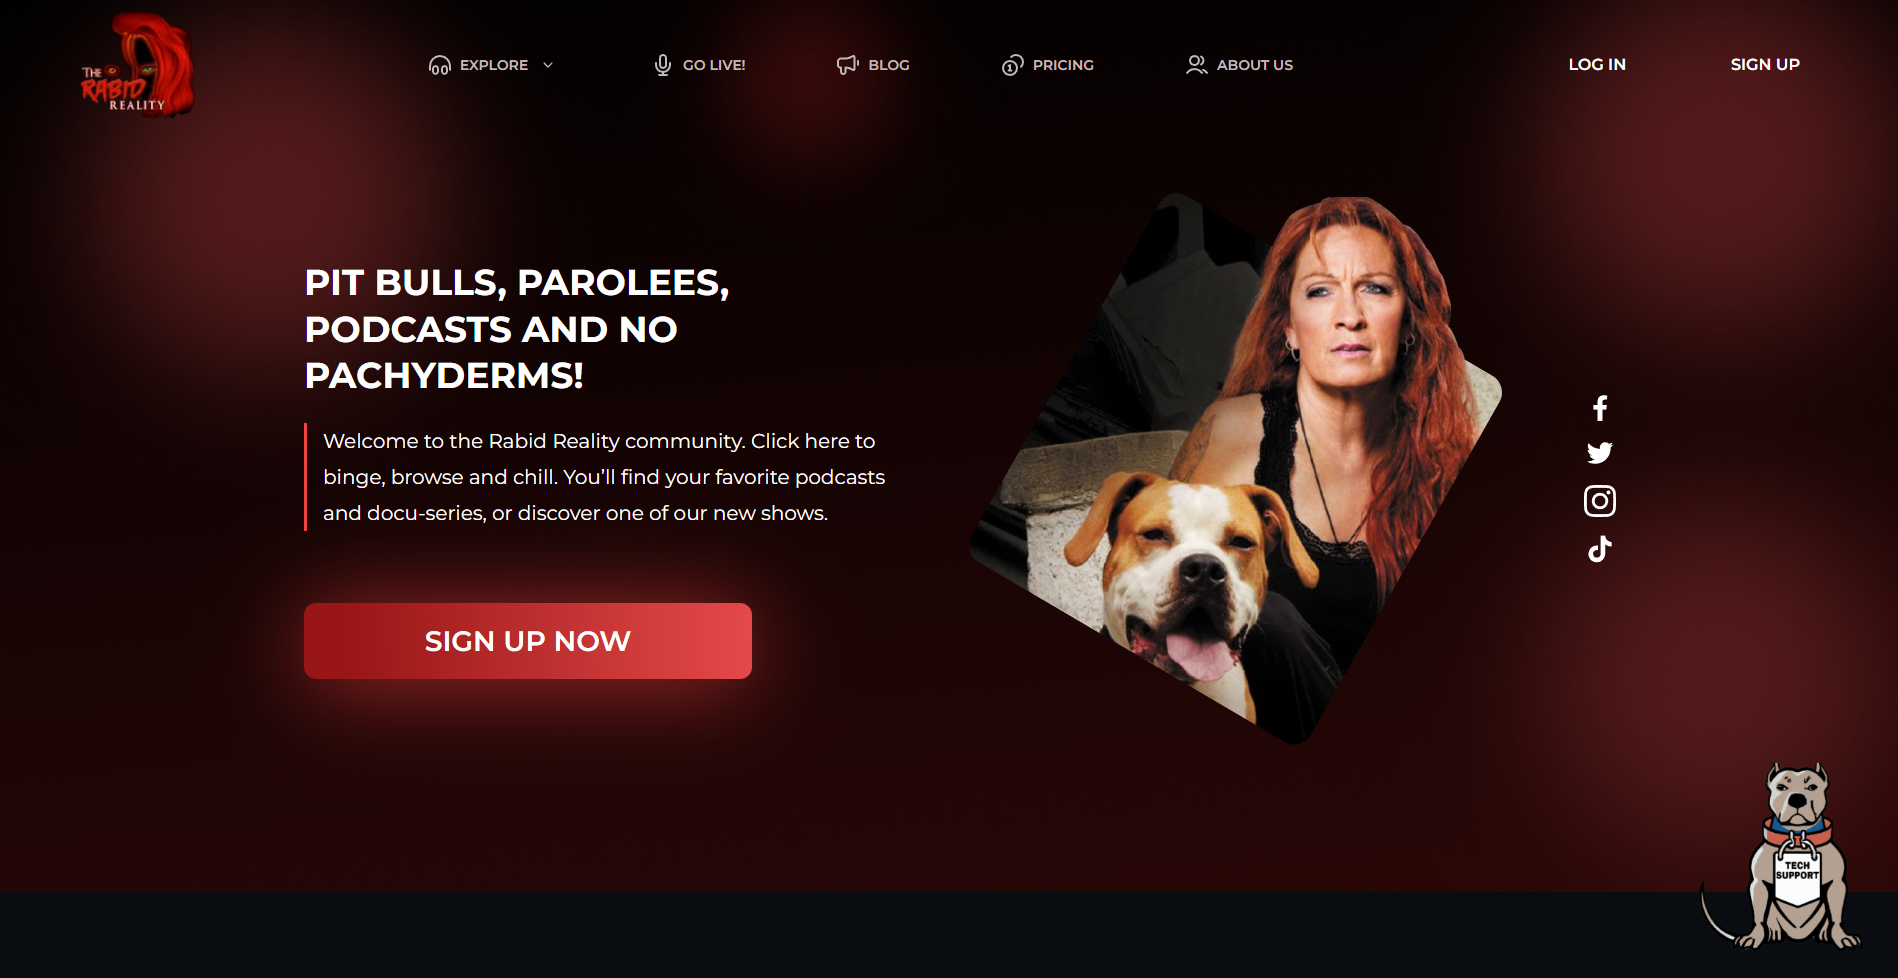 THE
RABID
REALITY
EXPLORE
GO LIVE!
BLOG
PRICING
ABOUT US
LOG IN
SIGN UP
PIT BULLS, PAROLEES,
PODCASTS AND NO
PACHYDERMS!
Welcome to the Rabid Reality community. Click here to
binge, browse and chill. You’ll find your favorite podcasts
and docu-series, or discover one of our new shows.
SIGN UP NOW
TECH
SUPPORT